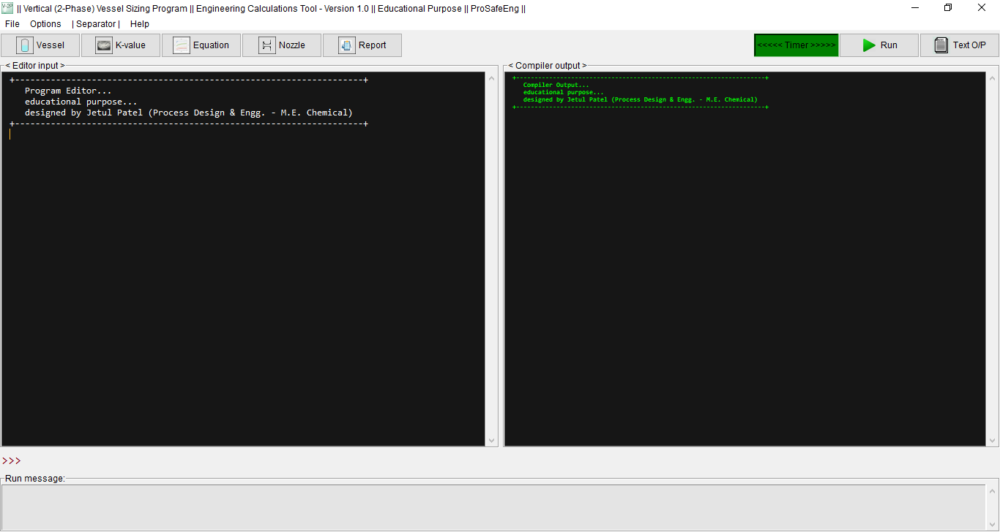 V-2P || Vertical (2-Phase) Vessel Sizing Program || Engineering Calculations Tool - Version 1.0 || Educational Purpose || ProSafeEng ||
File Options | Separator | Help
Vessel K-value Equation Nozzle Report <<<<< Timer >>>>> Run Text O/P
< Editor input >
+--------------------------------------------------------------------+
Program Editor...
educational purpose...
designed by Jetul Patel (Process Design & Engg. - M.E. Chemical)
+--------------------------------------------------------------------+
< Compiler output >
+--------------------------------------------------------------------+
Compiler Output...
educational purpose...
designed by Jetul Patel (Process Design & Engg. - M.E. Chemical)
+--------------------------------------------------------------------+
>>>
Run message: